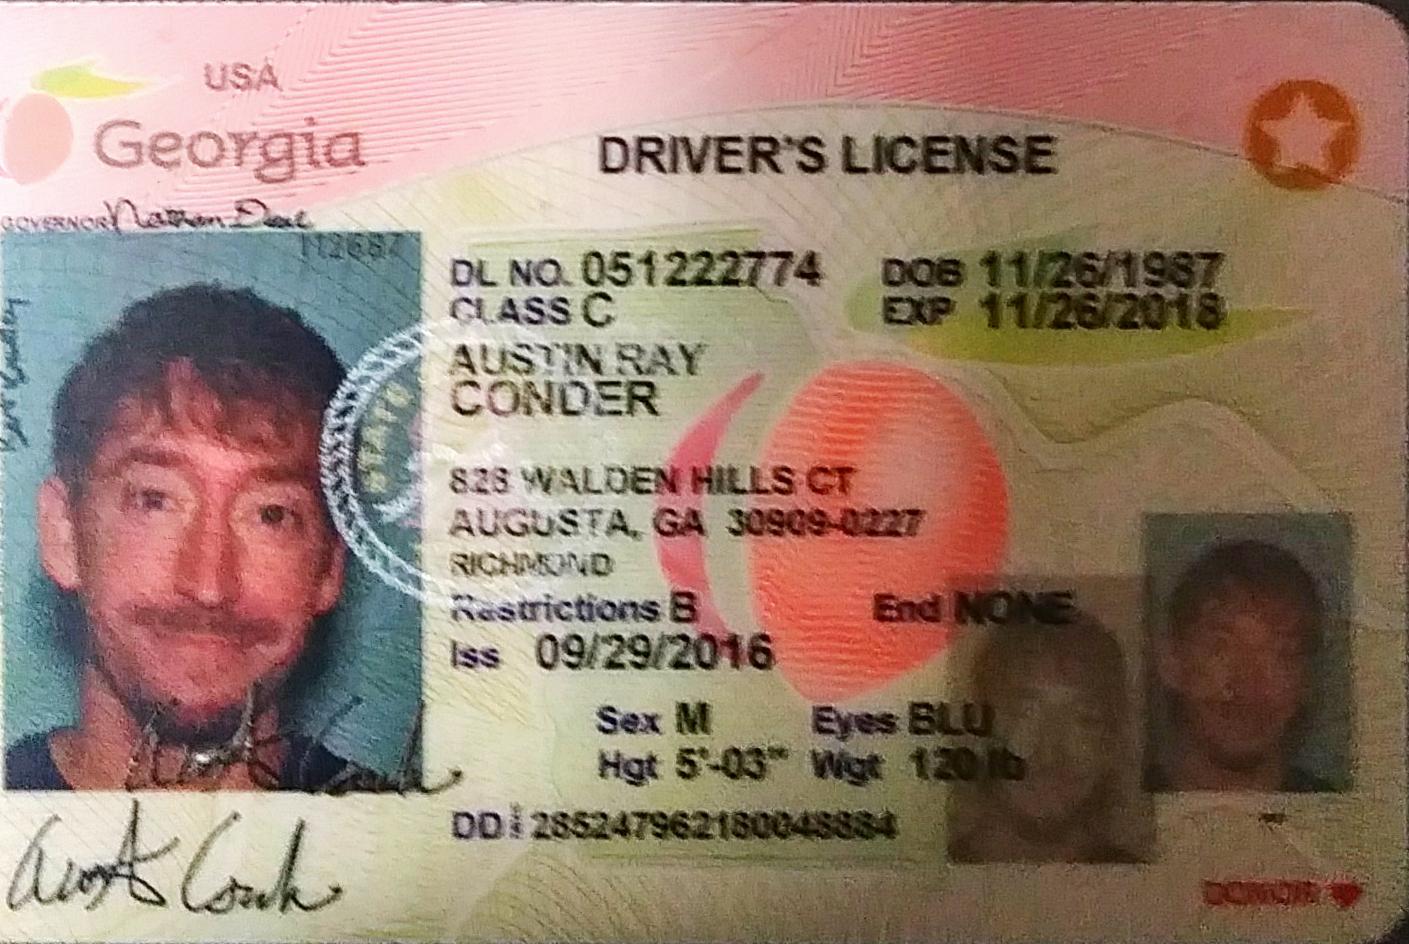 USA
Georgia
DRIVER'S LICENSE
GOVERNOR Nathan Deal
112687
DL NO. 051222774
DOB 11/26/1987
CLASS C
EXP 11/26/2018
AUSTIN RAY
CONDER
STATE
828 WALDEN HILLS CT
AUGUSTA, GA 30909-0227
RICHMOND
Restrictions B
End NONE
Iss 09/29/2016
Sex M
Eyes BLU
Hgt 5'-03"
Wgt 120 lb
DD 285247962180048884
DONOR